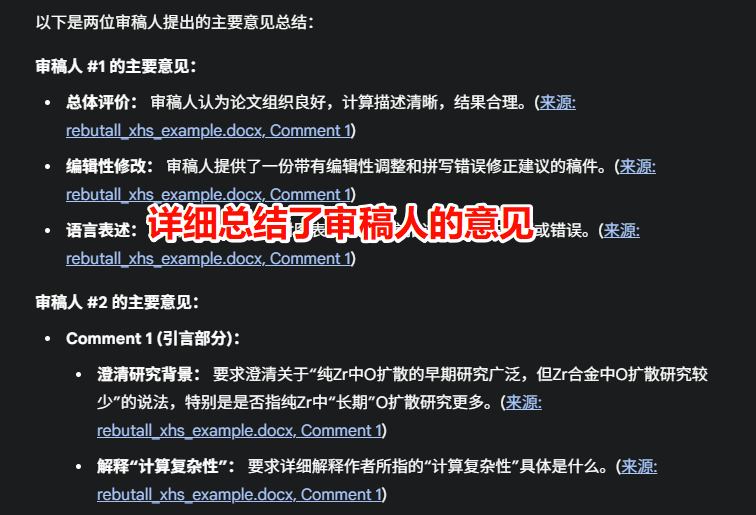 以下是两位审稿人提出的主要意见总结：
审稿人 #1 的主要意见：
• 总体评价： 审稿人认为论文组织良好，计算描述清晰，结果合理。(来源:
rebutall_xhs_example.docx, Comment 1)
• 编辑性修改： 审稿人提供了一份带有编辑性调整和拼写错误修正建议的稿件。(来源:
rebutall_xhs_example.docx, Comment 1)
详细总结了审稿人的意见
• 语言表述： 或错误。(来源:
rebutall_xhs_example.docx, Comment 1)
审稿人 #2 的主要意见：
• Comment 1 (引言部分)：
• 澄清研究背景： 要求澄清关于“纯Zr中O扩散的早期研究广泛，但Zr合金中O扩散研究较
少”的说法，特别是是否指纯Zr中“长期”O扩散研究更多。(来源:
rebutall_xhs_example.docx, Comment 1)
• 解释“计算复杂性”： 要求详细解释作者所指的“计算复杂性”具体是什么。(来源:
rebutall_xhs_example.docx, Comment 1)